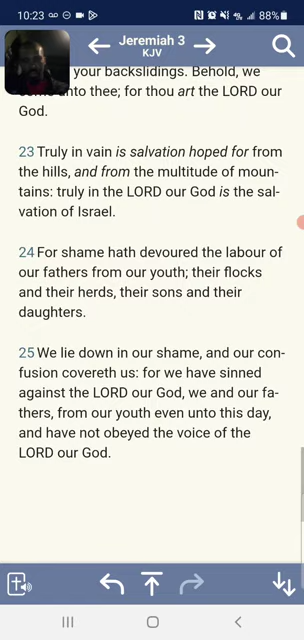 10:23
88%
Jeremiah 3
KJV
your backslidings. Behold, we
unto thee; for thou art the LORD our
God.
23 Truly in vain is salvation hoped for from
the hills, and from the multitude of moun-
tains: truly in the LORD our God is the sal-
vation of Israel.
24 For shame hath devoured the labour of
our fathers from our youth; their flocks
and their herds, their sons and their
daughters.
25 We lie down in our shame, and our con-
fusion covereth us: for we have sinned
against the LORD our God, we and our fa-
thers, from our youth even unto this day,
and have not obeyed the voice of the
LORD our God.